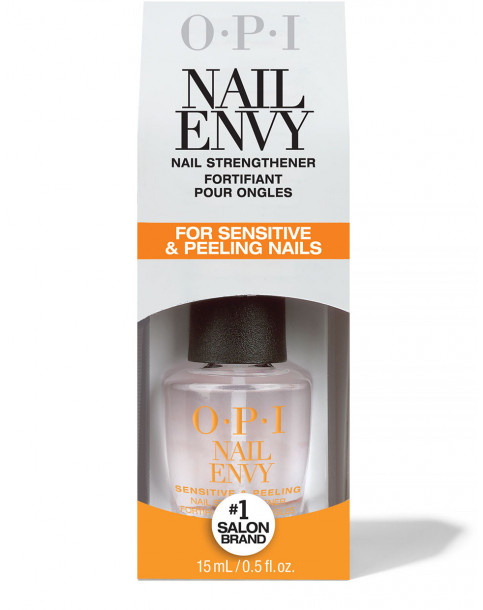 O·P·I
NAIL
ENVY
NAIL STRENGTHENER
FORTIFIANT
POUR ONGLES
FOR SENSITIVE
& PEELING NAILS
O·P·I
NAIL
ENVY
SENSITIVE & PEELING
NAIL
#1
SALON
BRAND
15 mL / 0.5 fl. oz.